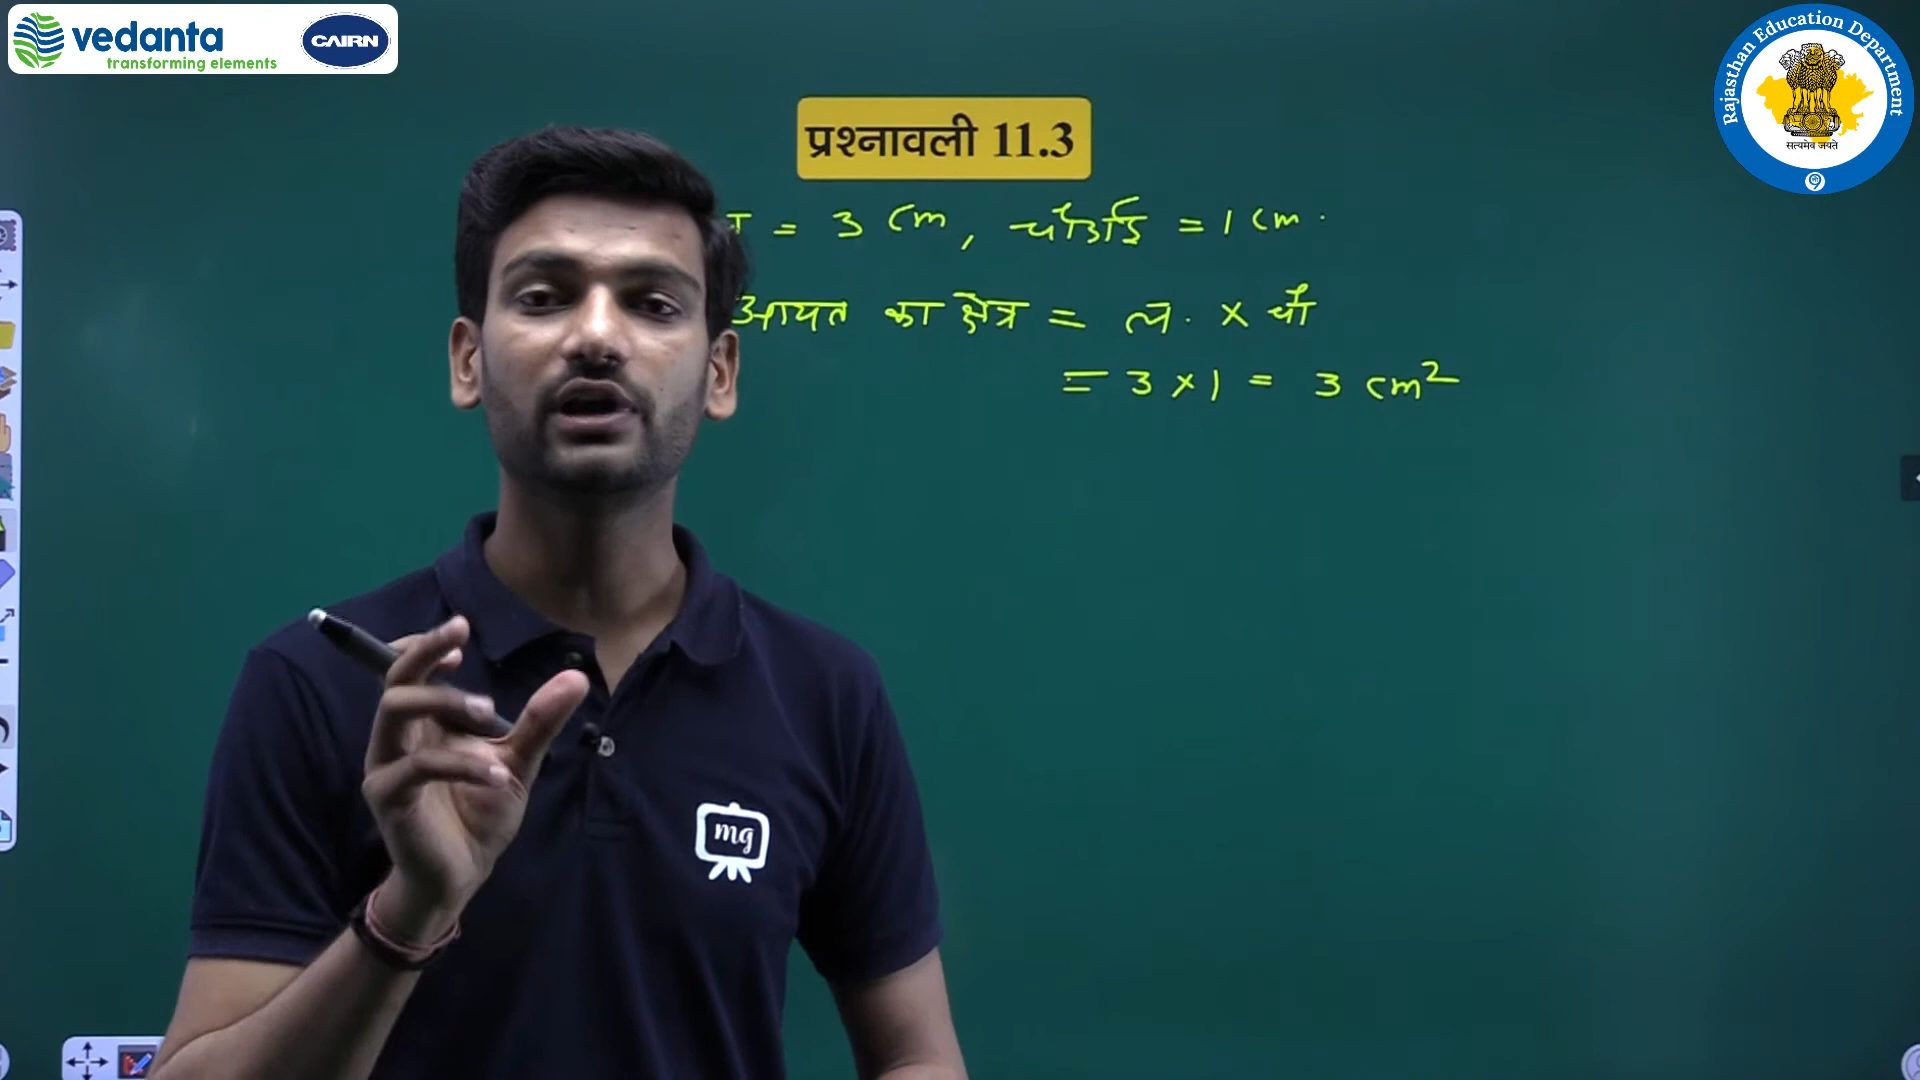 vedanta
transforming elements
CAIRN
Rajasthan Education Department
सत्यमेव जयते
प्रश्नावली 11.3
= 3 cm, चौड़ाई = 1 cm.
आयत का क्षेत्र = ल. × चौ
= 3 × 1 = 3 cm²
mg